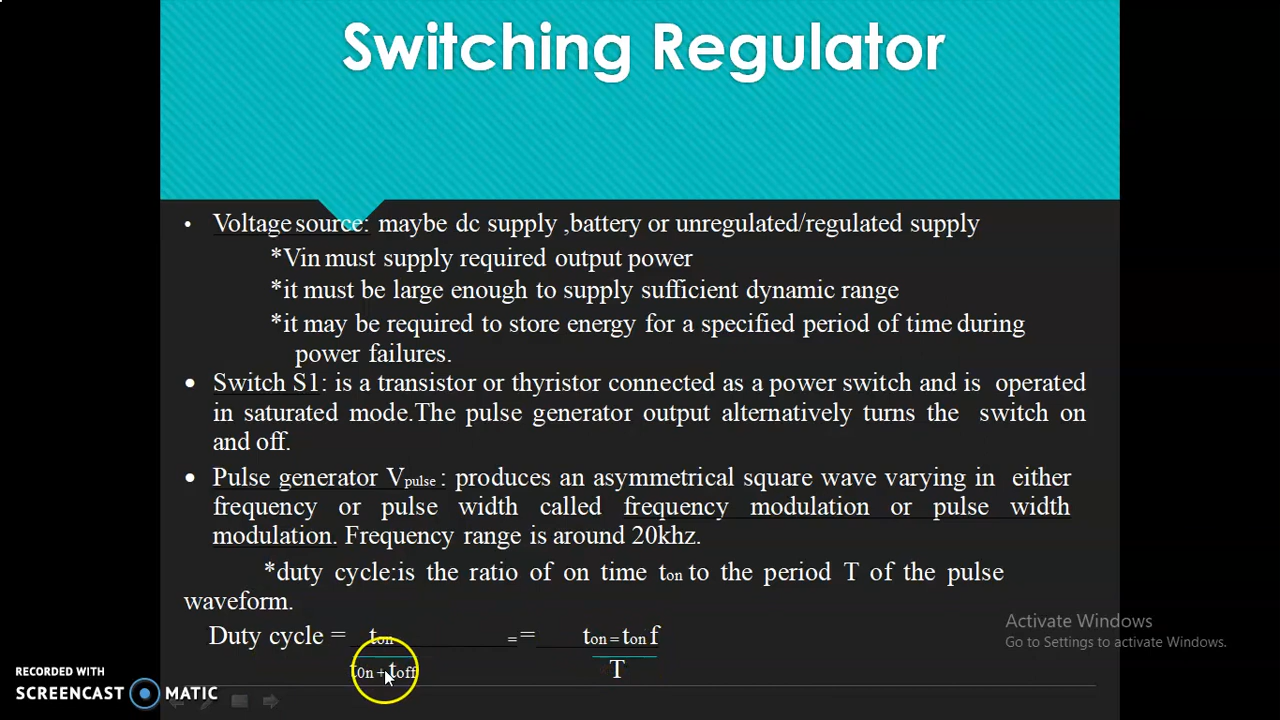 Switching Regulator
• Voltage source: maybe dc supply ,battery or unregulated/regulated supply
*Vin must supply required output power
*it must be large enough to supply sufficient dynamic range
*it may be required to store energy for a specified period of time during
power failures.
• Switch S1: is a transistor or thyristor connected as a power switch and is operated
in saturated mode.The pulse generator output alternatively turns the switch on
and off.
• Pulse generator Vpulse : produces an asymmetrical square wave varying in either
frequency or pulse width called frequency modulation or pulse width
modulation. Frequency range is around 20khz.
*duty cycle:is the ratio of on time ton to the period T of the pulse
waveform.
Duty cycle = ton = = ton = ton f
t0n + toff T
Activate Windows
Go to Settings to activate Windows.
RECORDED WITH
SCREENCAST MATIC